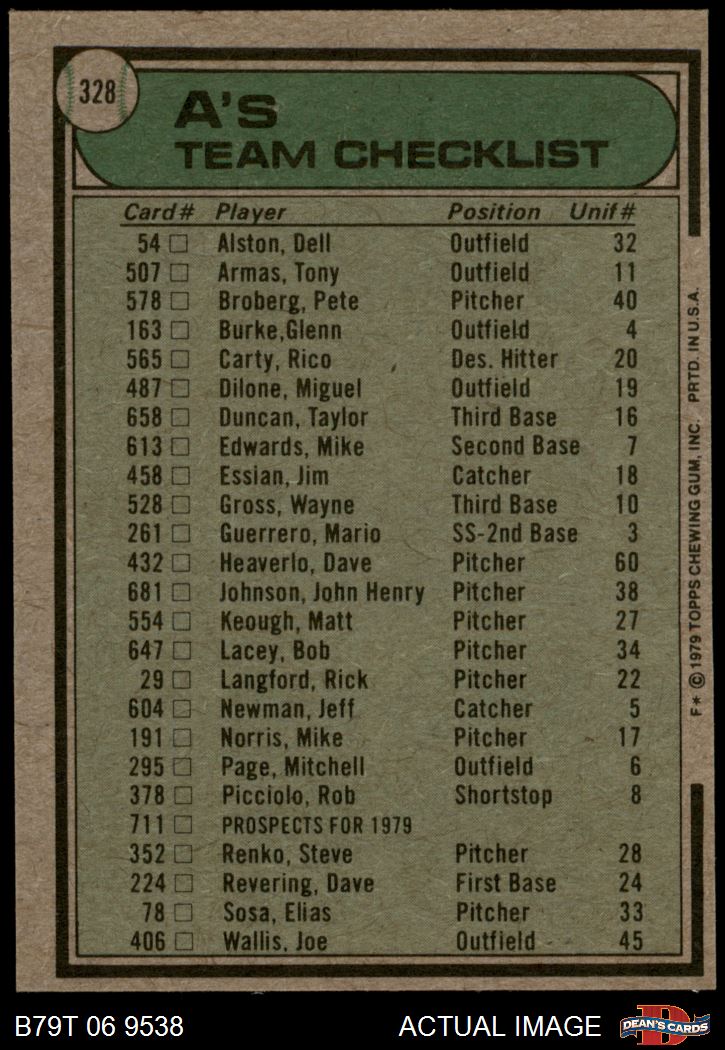 328
A's
TEAM CHECKLIST
Card# Player Position Unif#
54 □ Alston, Dell Outfield 32
507 □ Armas, Tony Outfield 11
578 □ Broberg, Pete Pitcher 40
163 □ Burke,Glenn Outfield 4
565 □ Carty, Rico Des. Hitter 20
487 □ Dilone, Miguel Outfield 19
658 □ Duncan, Taylor Third Base 16
613 □ Edwards, Mike Second Base 7
458 □ Essian, Jim Catcher 18
528 □ Gross, Wayne Third Base 10
261 □ Guerrero, Mario SS-2nd Base 3
432 □ Heaverlo, Dave Pitcher 60
681 □ Johnson, John Henry Pitcher 38
554 □ Keough, Matt Pitcher 27
647 □ Lacey, Bob Pitcher 34
29 □ Langford, Rick Pitcher 22
604 □ Newman, Jeff Catcher 5
191 □ Norris, Mike Pitcher 17
295 □ Page, Mitchell Outfield 6
378 □ Picciolo, Rob Shortstop 8
711 □ PROSPECTS FOR 1979
352 □ Renko, Steve Pitcher 28
224 □ Revering, Dave First Base 24
78 □ Sosa, Elias Pitcher 33
406 □ Wallis, Joe Outfield 45
F* © 1979 TOPPS CHEWING GUM, INC. PRTD. IN U.S.A.
B79T 06 9538 ACTUAL IMAGE
D
DEAN'S CARDS